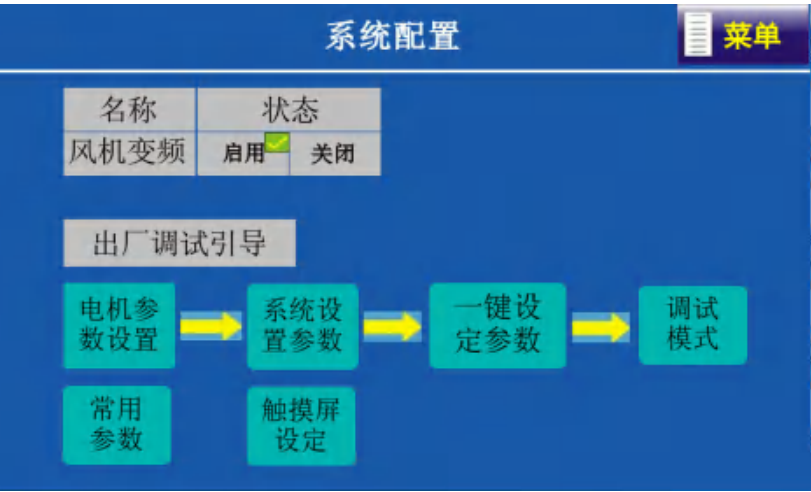 系统配置
菜单
名称 状态
风机变频 启用 关闭
出厂调试引导
电机参
数设置
系统设
置参数
一键设
定参数
调试
模式
常用
参数
触摸屏
设定